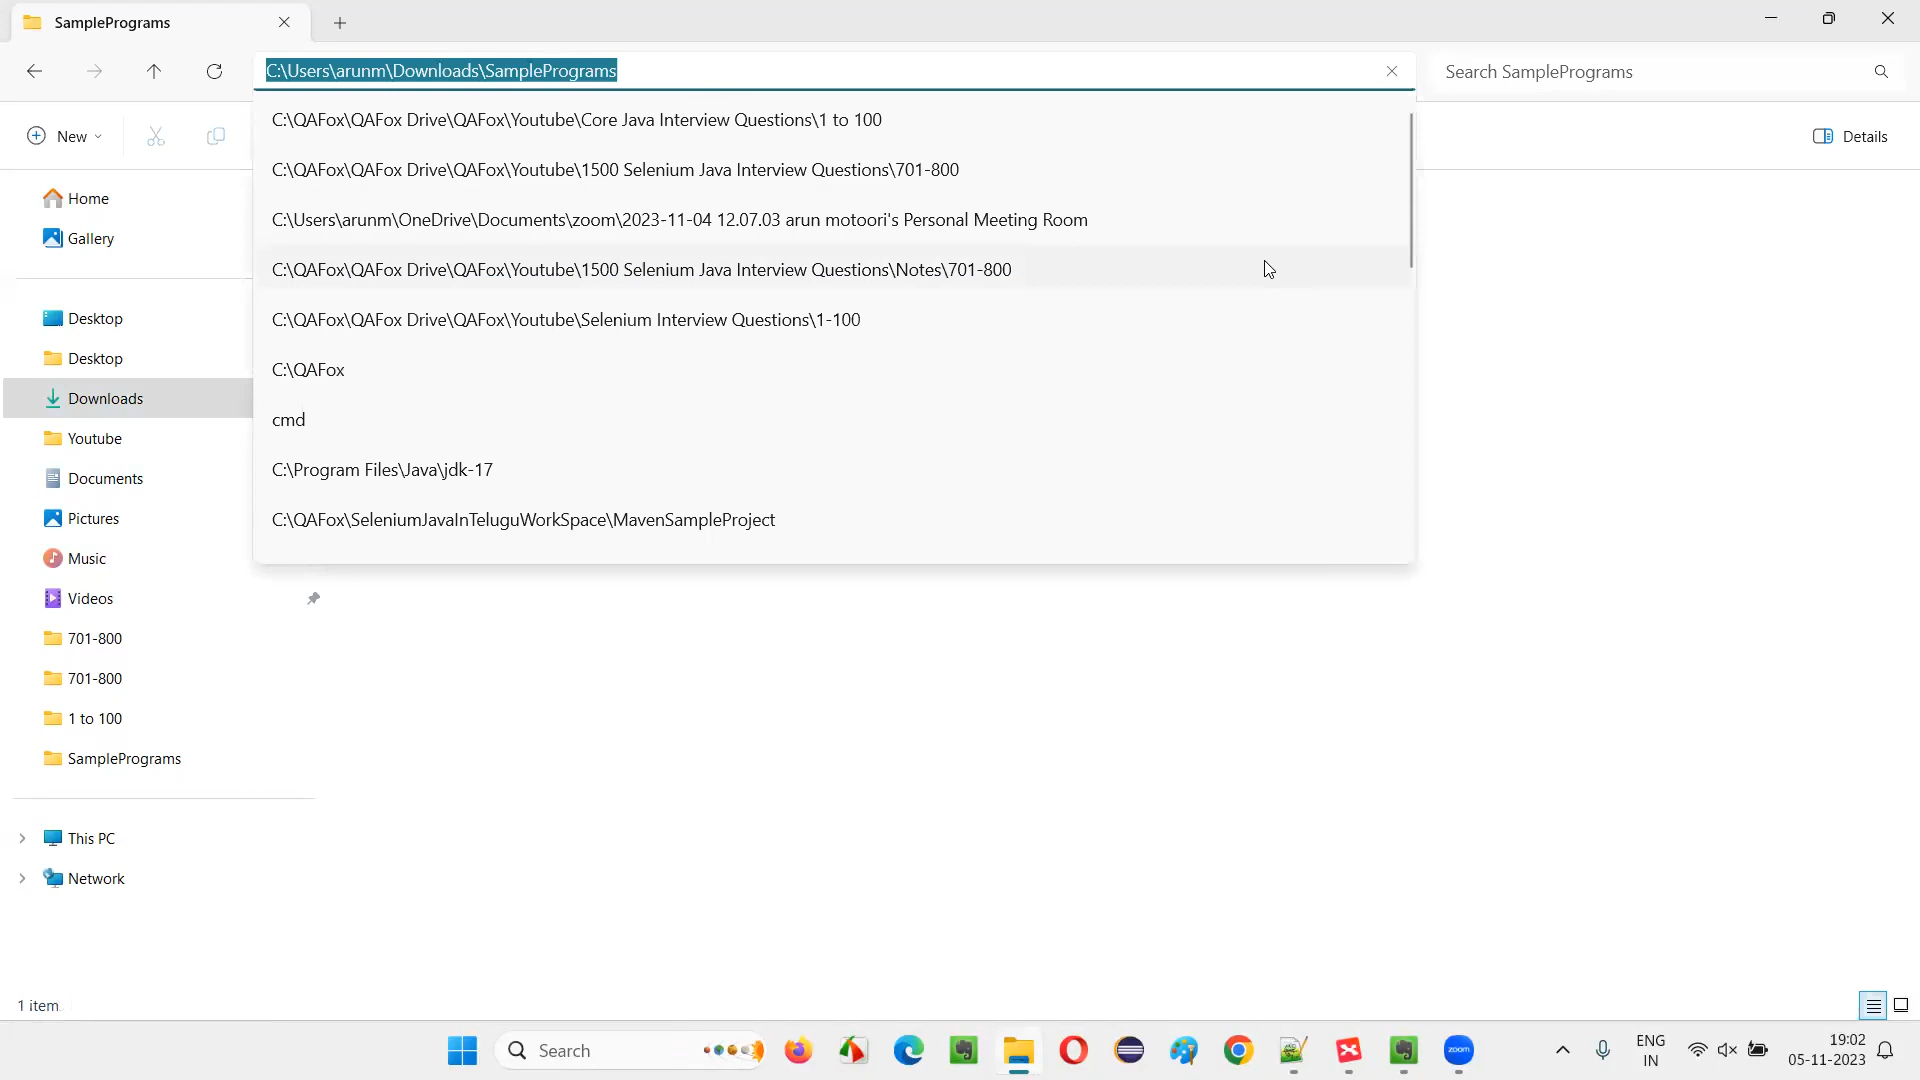 SamplePrograms
C:\Users\arunm\Downloads\SamplePrograms
Search SamplePrograms
New
Details
C:\QAFox\QAFox Drive\QAFox\Youtube\Core Java Interview Questions\1 to 100
C:\QAFox\QAFox Drive\QAFox\Youtube\1500 Selenium Java Interview Questions\701-800
C:\Users\arunm\OneDrive\Documents\zoom\2023-11-04 12.07.03 arun motoori's Personal Meeting Room
C:\QAFox\QAFox Drive\QAFox\Youtube\1500 Selenium Java Interview Questions\Notes\701-800
C:\QAFox\QAFox Drive\QAFox\Youtube\Selenium Interview Questions\1-100
C:\QAFox
cmd
C:\Program Files\Java\jdk-17
C:\QAFox\SeleniumJavaInTeluguWorkSpace\MavenSampleProject
Home
Gallery
Desktop
Desktop
Downloads
Youtube
Documents
Pictures
Music
Videos
701-800
701-800
1 to 100
SamplePrograms
This PC
Network
1 item
Search
zoom
ENG
IN
19:02
05-11-2023